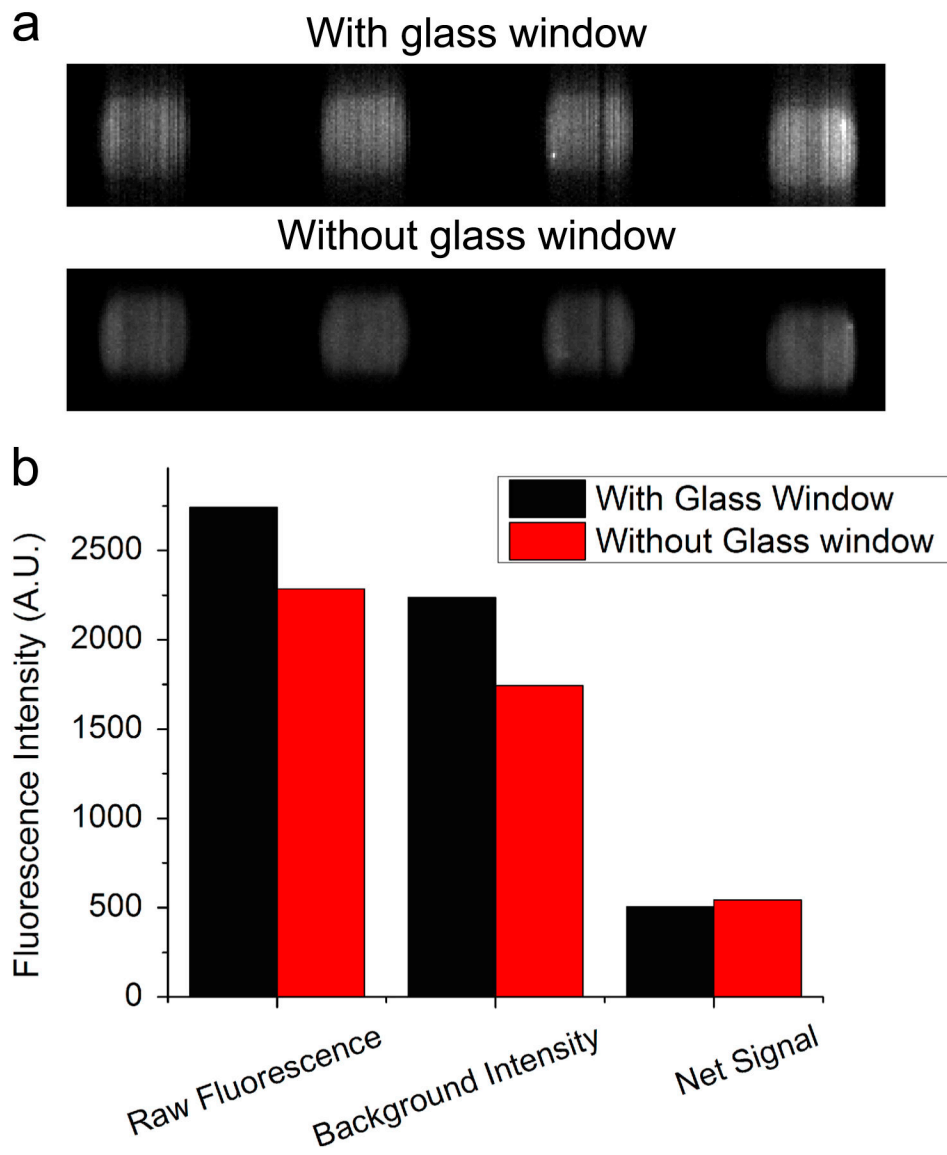 a
With glass window
Without glass window
b
With Glass Window
Without Glass window
Fluorescence Intensity (A.U.)
2500
2000
1500
1000
500
0
Raw Fluorescence
Background Intensity
Net Signal